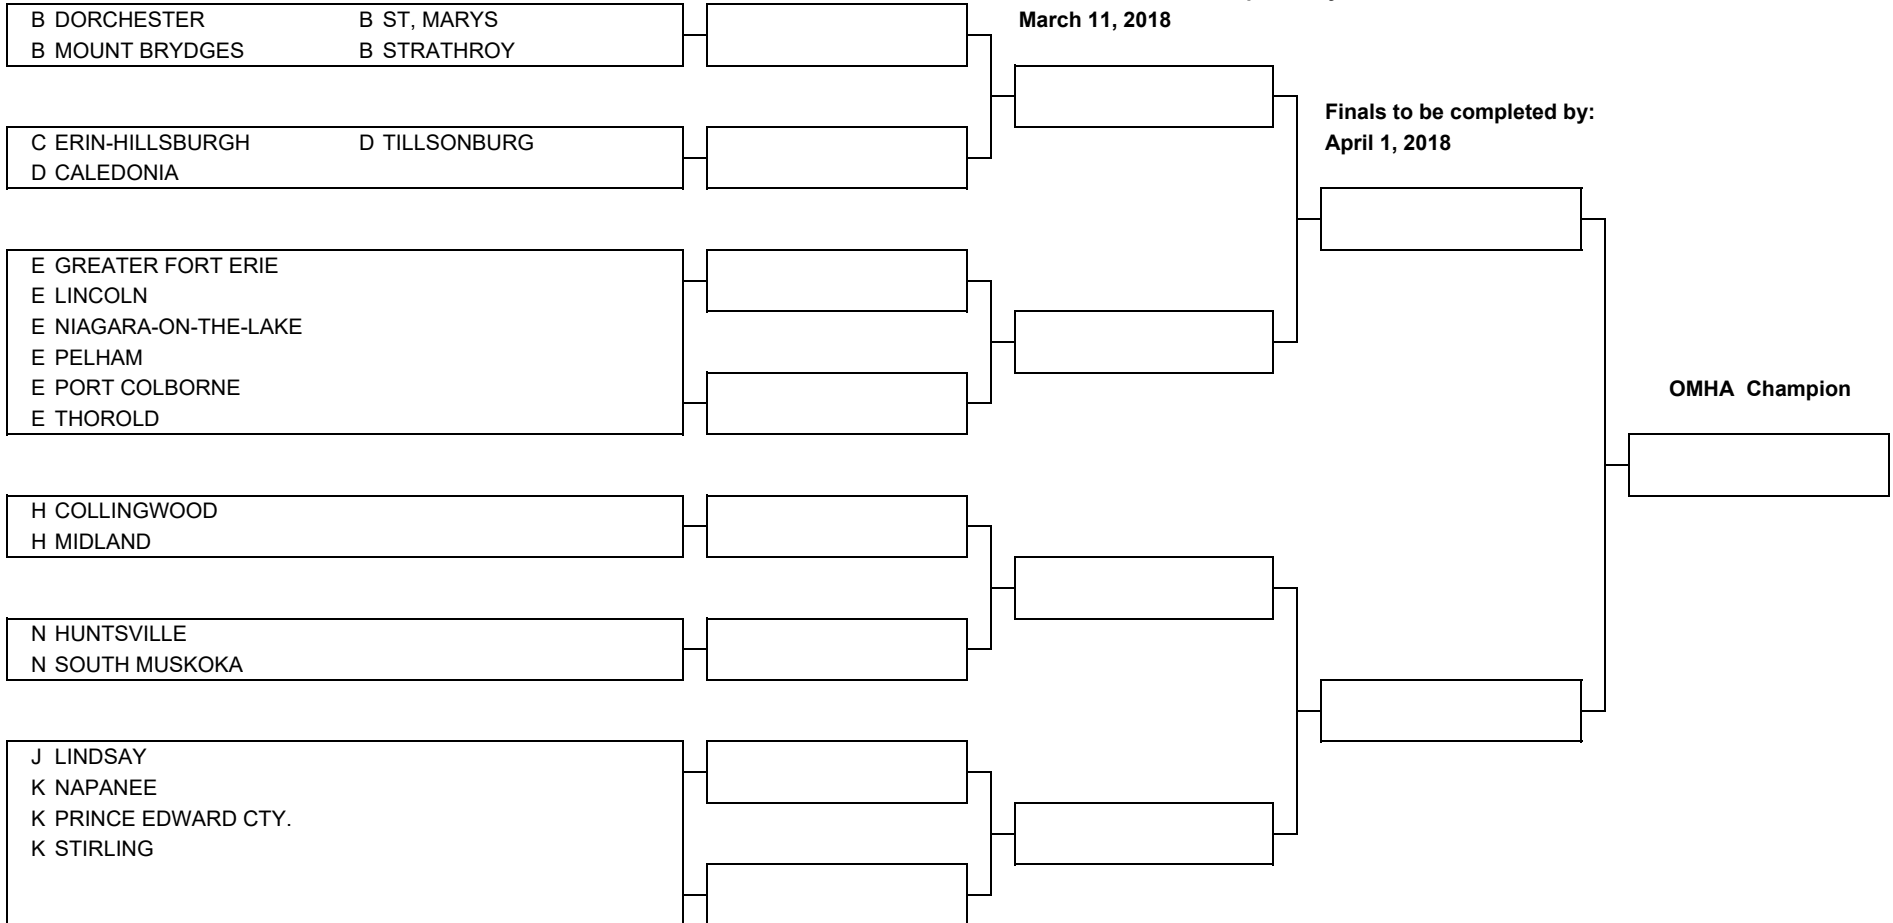 March 11, 2018
B DORCHESTER B ST, MARYS
B MOUNT BRYDGES B STRATHROY
Finals to be completed by:
April 1, 2018
C ERIN-HILLSBURGH D TILLSONBURG
D CALEDONIA
E GREATER FORT ERIE
E LINCOLN
E NIAGARA-ON-THE-LAKE
E PELHAM
E PORT COLBORNE
E THOROLD
OMHA Champion
H COLLINGWOOD
H MIDLAND
N HUNTSVILLE
N SOUTH MUSKOKA
J LINDSAY
K NAPANEE
K PRINCE EDWARD CTY.
K STIRLING